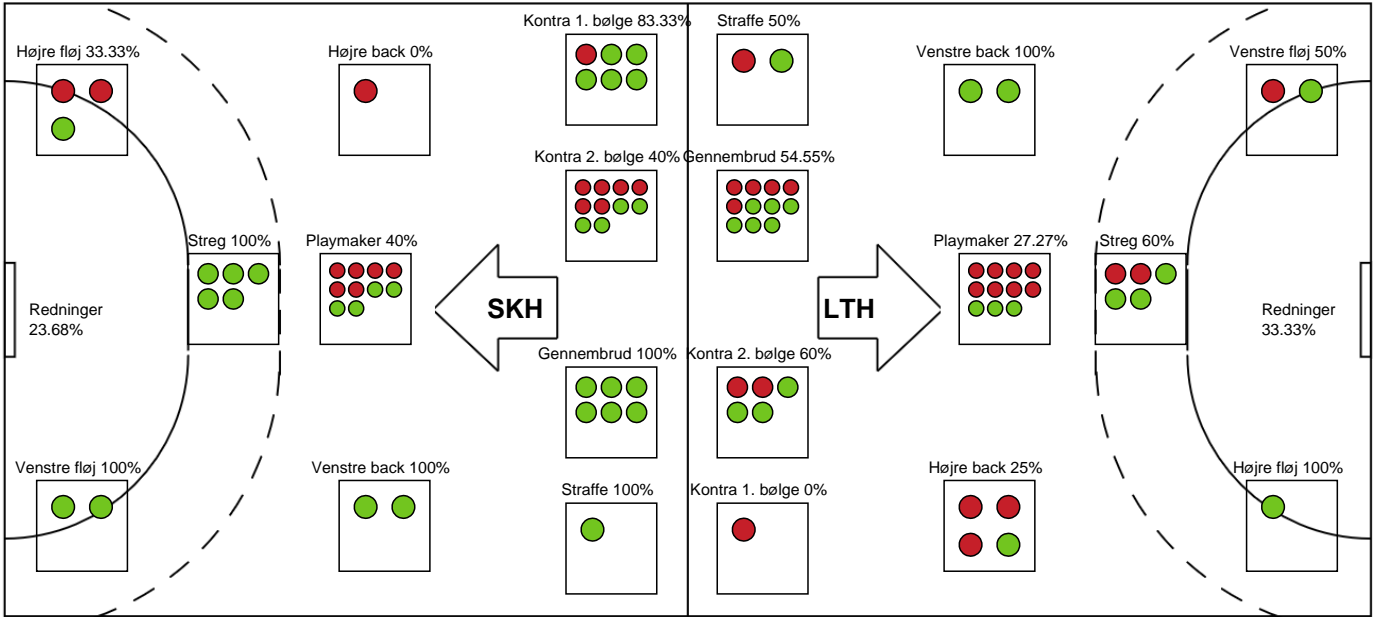 Kontra 1. bølge 83.33%
Straffe 50%
Højre fløj 33.33%
Højre back 0%
Venstre back 100%
Venstre fløj 50%
Kontra 2. bølge 40%
Gennembrud 54.55%
Streg 100%
Playmaker 40%
Playmaker 27.27%
Streg 60%
Redninger
23.68%
SKH
LTH
Redninger
33.33%
Gennembrud 100%
Kontra 2. bølge 60%
Venstre fløj 100%
Venstre back 100%
Højre back 25%
Højre fløj 100%
Straffe 100%
Kontra 1. bølge 0%